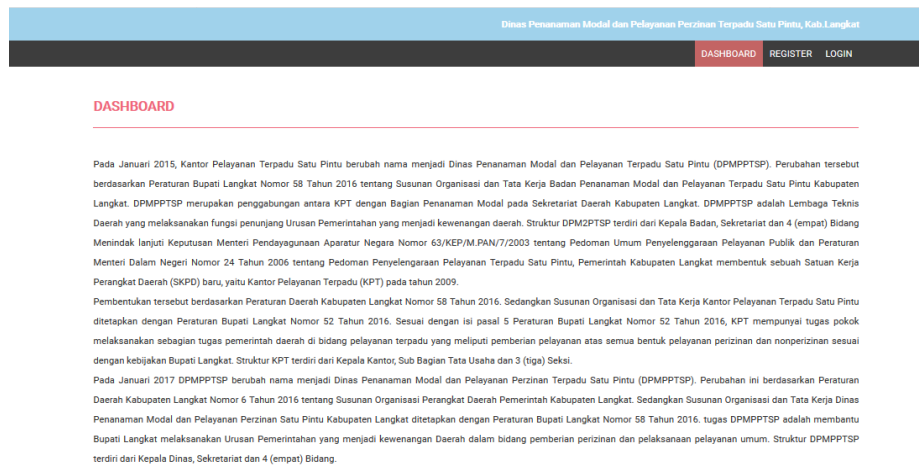 Dinas Penanaman Modal dan Pelayanan Perzinan Terpadu Satu Pintu, Kab.Langkat
DASHBOARD REGISTER LOGIN
DASHBOARD
Pada Januari 2015, Kantor Pelayanan Terpadu Satu Pintu berubah nama menjadi Dinas Penanaman Modal dan Pelayanan Terpadu Satu Pintu (DPMPPTSP). Perubahan tersebut
berdasarkan Peraturan Bupati Langkat Nomor 58 Tahun 2016 tentang Susunan Organisasi dan Tata Kerja Badan Penanaman Modal dan Pelayanan Terpadu Satu Pintu Kabupaten
Langkat. DPMPPTSP merupakan penggabungan antara KPT dengan Bagian Penanaman Modal pada Sekretariat Daerah Kabupaten Langkat. DPMPPTSP adalah Lembaga Teknis
Daerah yang melaksanakan fungsi penunjang Urusan Pemerintahan yang menjadi kewenangan daerah. Struktur DPM2PTSP terdiri dari Kepala Badan, Sekretariat dan 4 (empat) Bidang
Menindak lanjuti Keputusan Menteri Pendayagunaan Aparatur Negara Nomor 63/KEP/M.PAN/7/2003 tentang Pedoman Umum Penyelenggaraan Pelayanan Publik dan Peraturan
Menteri Dalam Negeri Nomor 24 Tahun 2006 tentang Pedoman Penyelengaraan Pelayanan Terpadu Satu Pintu, Pemerintah Kabupaten Langkat membentuk sebuah Satuan Kerja
Perangkat Daerah (SKPD) baru, yaitu Kantor Pelayanan Terpadu (KPT) pada tahun 2009.
Pembentukan tersebut berdasarkan Peraturan Daerah Kabupaten Langkat Nomor 58 Tahun 2016. Sedangkan Susunan Organisasi dan Tata Kerja Kantor Pelayanan Terpadu Satu Pintu
ditetapkan dengan Peraturan Bupati Langkat Nomor 52 Tahun 2016. Sesuai dengan isi pasal 5 Peraturan Bupati Langkat Nomor 52 Tahun 2016, KPT mempunyai tugas pokok
melaksanakan sebagian tugas pemerintah daerah di bidang pelayanan terpadu yang meliputi pemberian pelayanan atas semua bentuk pelayanan perizinan dan nonperizinan sesuai
dengan kebijakan Bupati Langkat. Struktur KPT terdiri dari Kepala Kantor, Sub Bagian Tata Usaha dan 3 (tiga) Seksi.
Pada Januari 2017 DPMPPTSP berubah nama menjadi Dinas Penanaman Modal dan Pelayanan Perzinan Terpadu Satu Pintu (DPMPPTSP). Perubahan ini berdasarkan Peraturan
Daerah Kabupaten Langkat Nomor 6 Tahun 2016 tentang Susunan Organisasi Perangkat Daerah Pemerintah Kabupaten Langkat. Sedangkan Susunan Organisasi dan Tata Kerja Dinas
Penanaman Modal dan Pelayanan Perzinan Satu Pintu Kabupaten Langkat ditetapkan dengan Peraturan Bupati Langkat Nomor 58 Tahun 2016. tugas DPMPPTSP adalah membantu
Bupati Langkat melaksanakan Urusan Pemerintahan yang menjadi kewenangan Daerah dalam bidang pemberian perizinan dan pelaksanaan pelayanan umum. Struktur DPMPPTSP
terdiri dari Kepala Dinas, Sekretariat dan 4 (empat) Bidang.